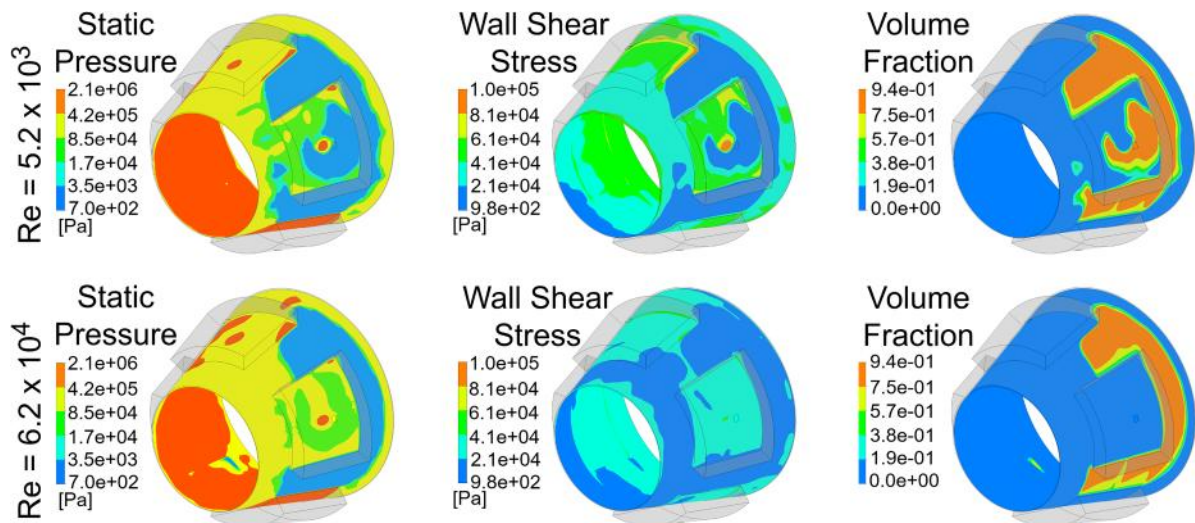 Re = 5.2 x 10³
Static
Pressure
2.1e+06
4.2e+05
8.5e+04
1.7e+04
3.5e+03
7.0e+02
[Pa]
Wall Shear
Stress
1.0e+05
8.1e+04
6.1e+04
4.1e+04
2.1e+04
9.8e+02
[Pa]
Volume
Fraction
9.4e-01
7.5e-01
5.7e-01
3.8e-01
1.9e-01
0.0e+00
Re = 6.2 x 10⁴
Static
Pressure
2.1e+06
4.2e+05
8.5e+04
1.7e+04
3.5e+03
7.0e+02
[Pa]
Wall Shear
Stress
1.0e+05
8.1e+04
6.1e+04
4.1e+04
2.1e+04
9.8e+02
[Pa]
Volume
Fraction
9.4e-01
7.5e-01
5.7e-01
3.8e-01
1.9e-01
0.0e+00